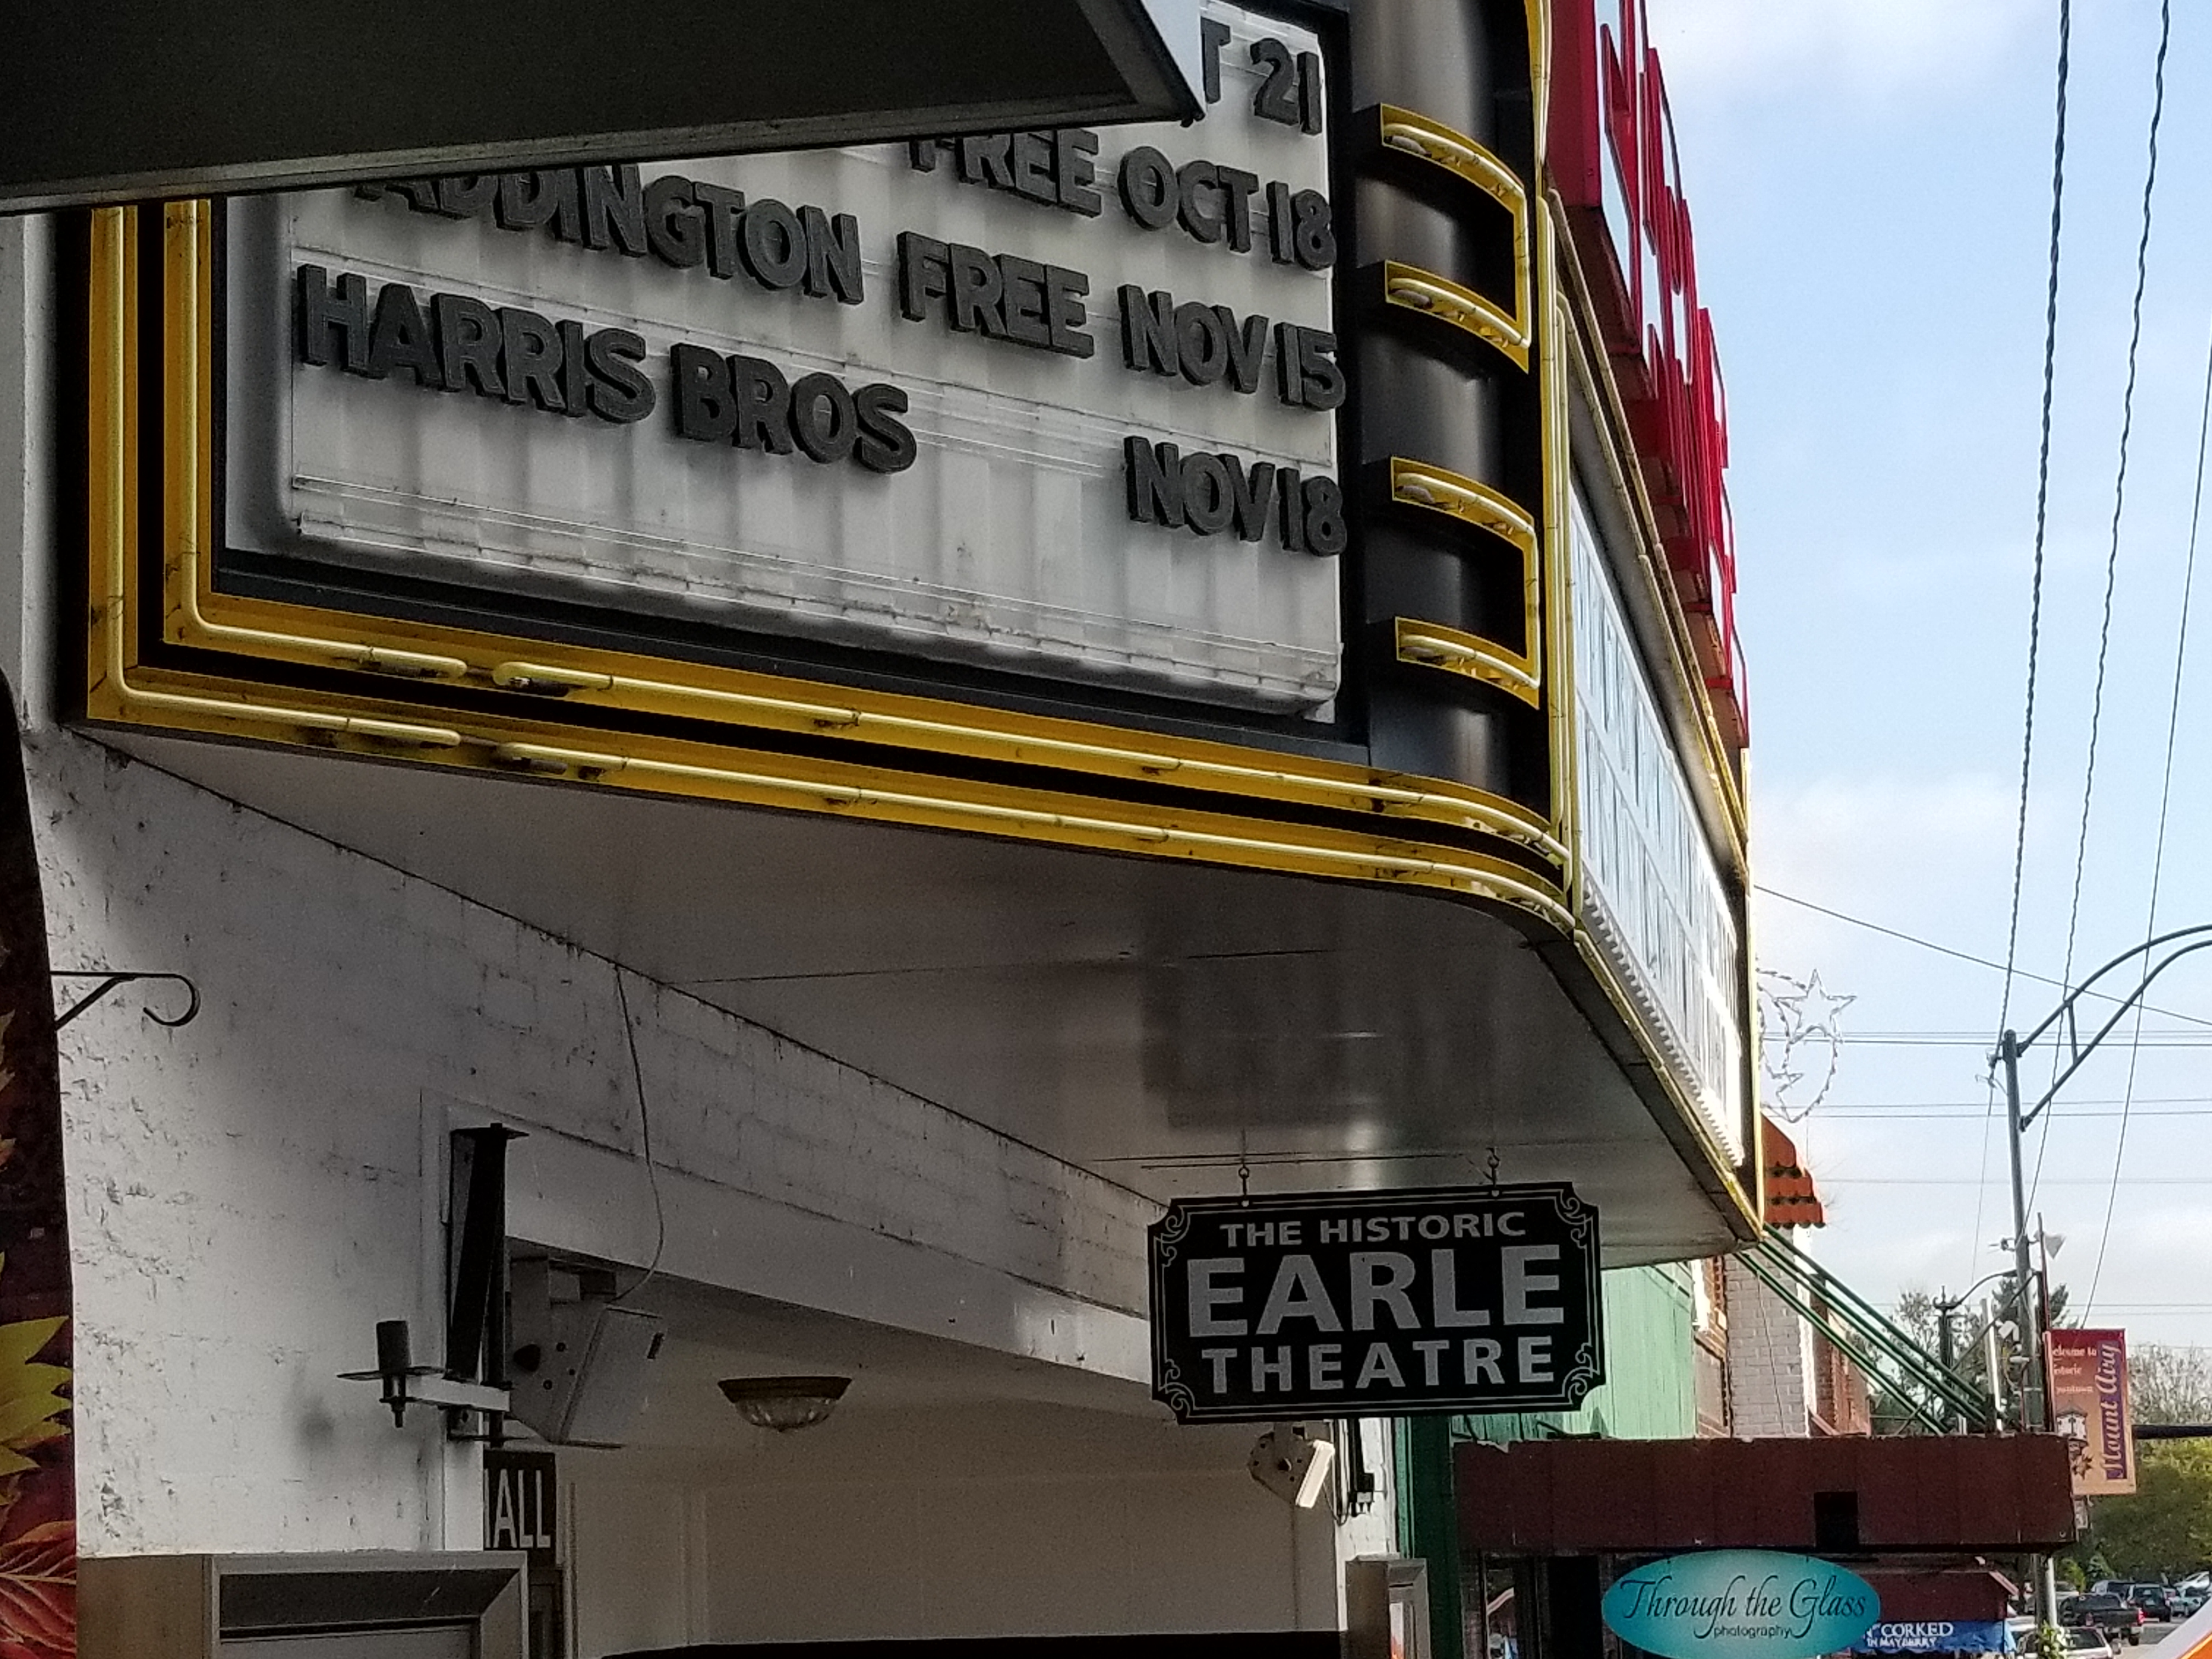 21
FREE OCT 18
ADDINGTON FREE NOV 15
HARRIS BROS
NOV 18
THE HISTORIC
EARLE
THEATRE
ALL
Mount Airy
Through the Glass
photography
CORKED
IN MAYBERRY